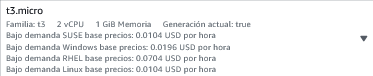 t3.micro
Familia: t3 2 vCPU 1 GiB Memoria Generación actual: true
Bajo demanda SUSE base precios: 0.0104 USD por hora
Bajo demanda Windows base precios: 0.0196 USD por hora
Bajo demanda RHEL base precios: 0.0704 USD por hora
Bajo demanda Linux base precios: 0.0104 USD por hora